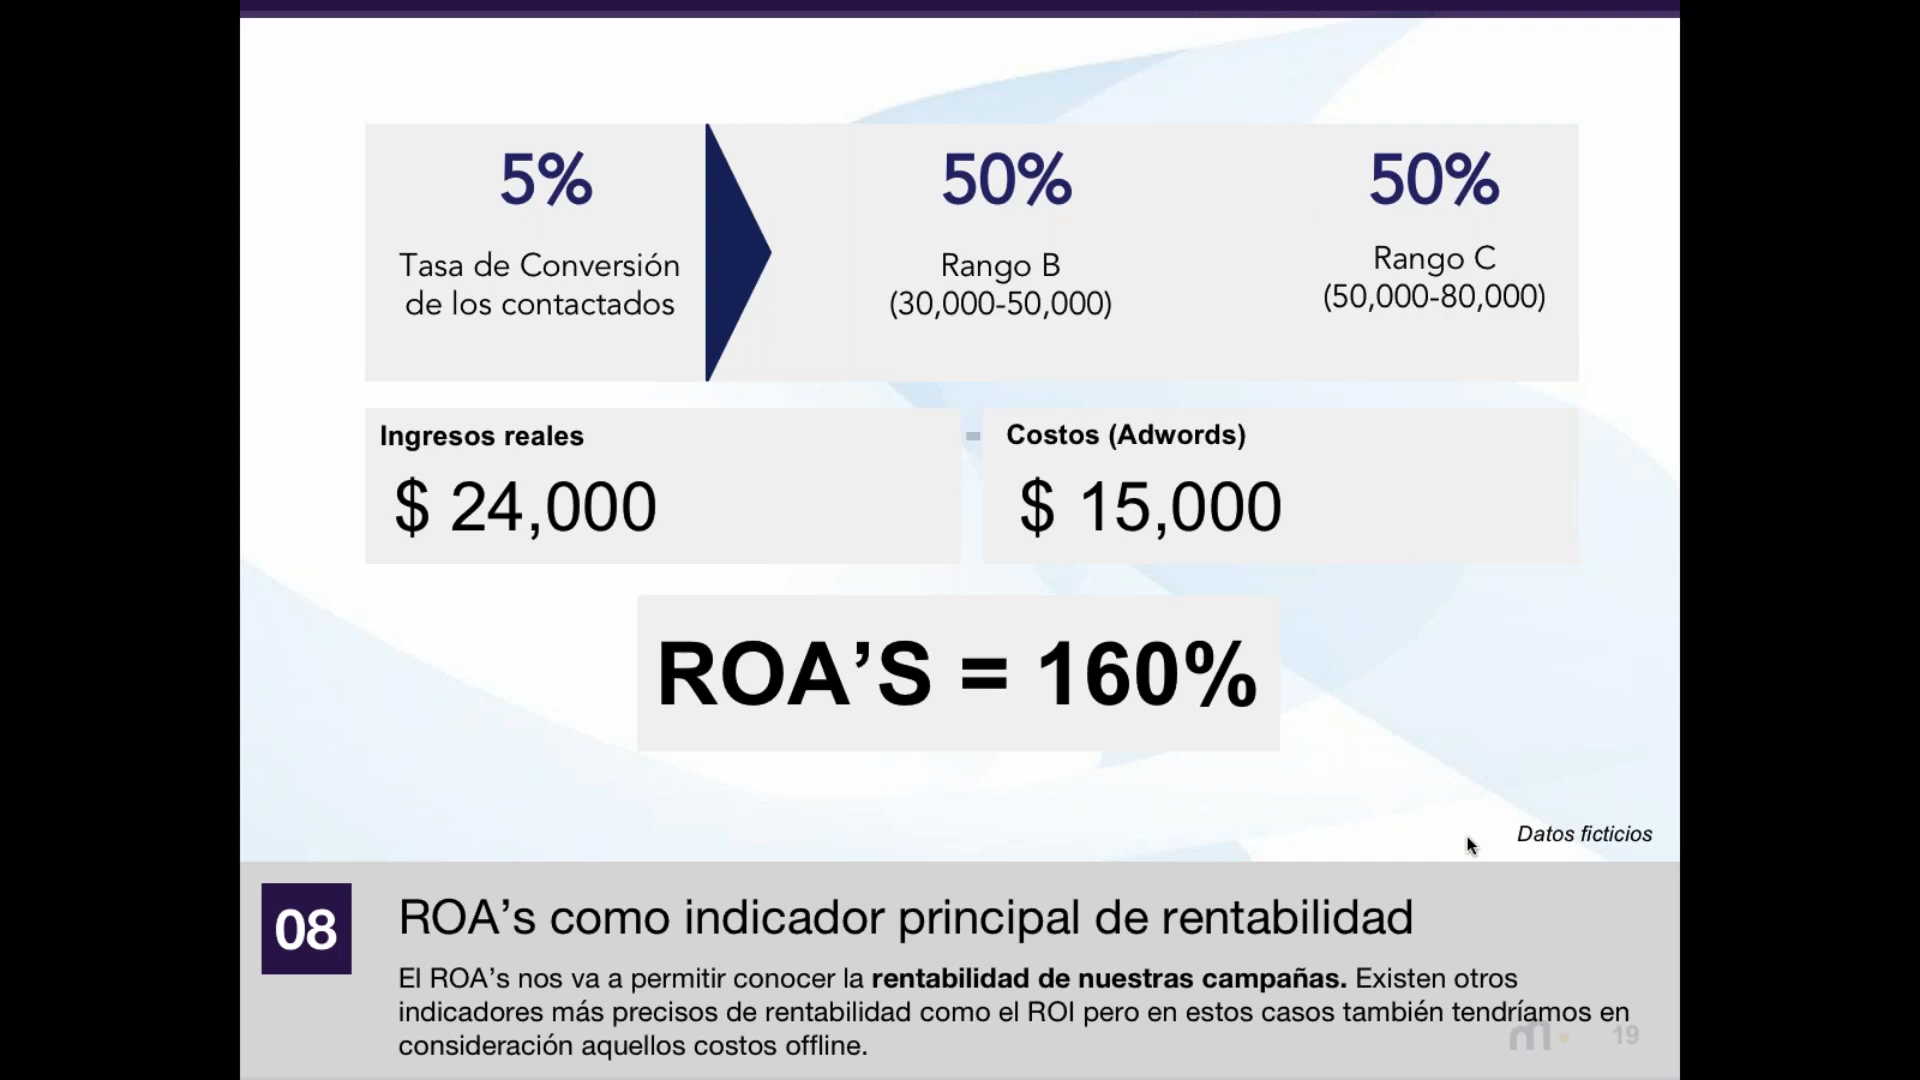 5%
Tasa de Conversión
de los contactados
50%
Rango B
(30,000-50,000)
50%
Rango C
(50,000-80,000)
Ingresos reales
$ 24,000
-
Costos (Adwords)
$ 15,000
ROA’S = 160%
Datos ficticios
08
ROA’s como indicador principal de rentabilidad
El ROA’s nos va a permitir conocer la rentabilidad de nuestras campañas. Existen otros
indicadores más precisos de rentabilidad como el ROI pero en estos casos también tendríamos en
consideración aquellos costos offline.
m
19